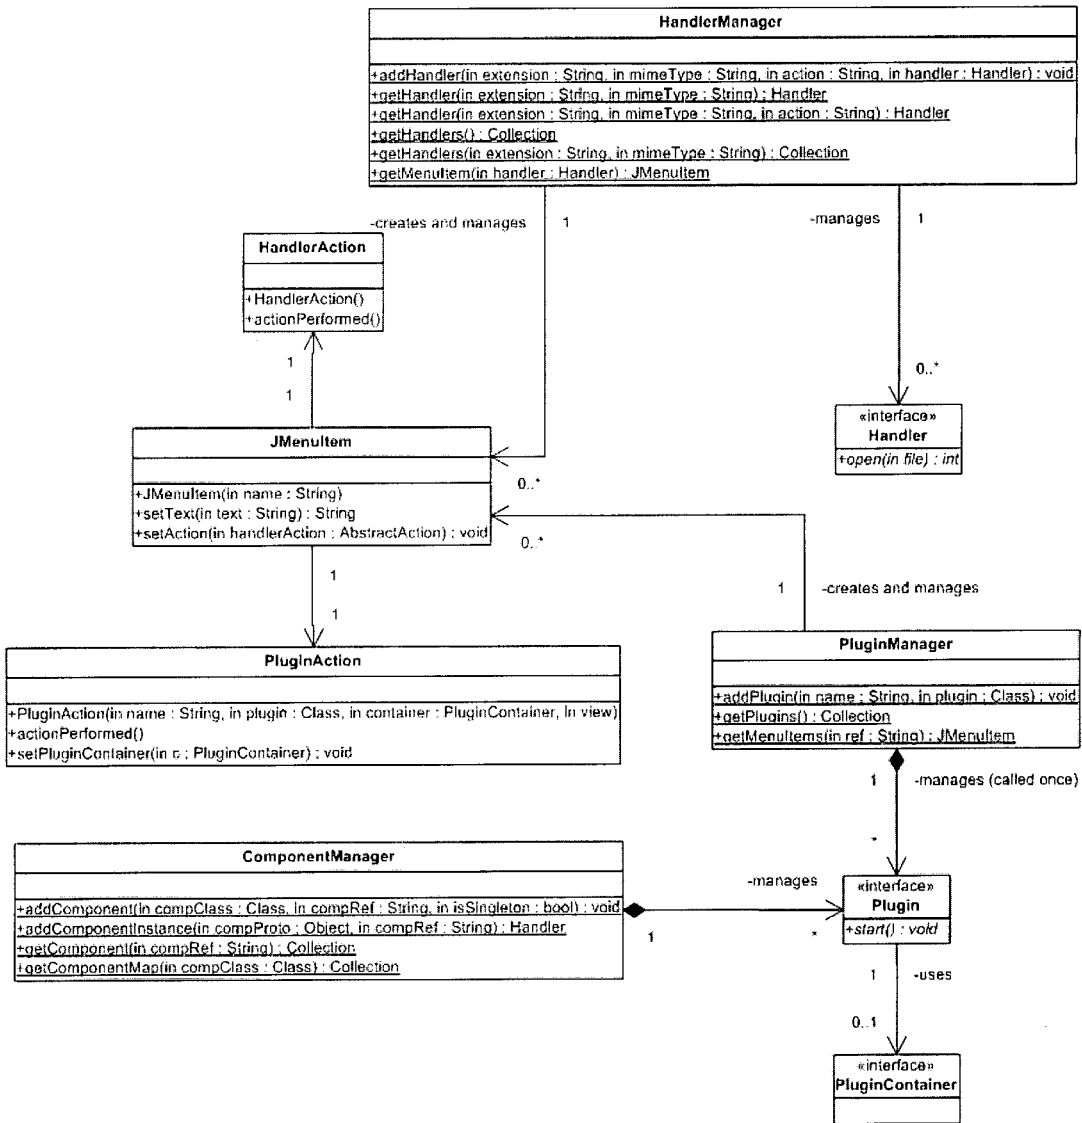 HandlerManager
+addHandler(in extension : String, in mimeType : String, in action : String, in handler : Handler) : void
+getHandler(in extension : String, in mimeType : String) : Handler
+getHandler(in extension : String, in mimeType : String, in action : String) : Handler
+getHandlers() : Collection
+getHandlers(in extension : String, in mimeType : String) : Collection
+getMenuItem(in handler : Handler) : JMenuItem
-creates and manages
1
-manages
1
HandlerAction
+HandlerAction()
+actionPerformed()
1
1
0..*
«interface»
Handler
+open(in file) : int
JMenuItem
+JMenuItem(in name : String)
+setText(in text : String) : String
+setAction(in handlerAction : AbstractAction) : void
0..*
0..*
1
1
1
-creates and manages
PluginAction
+PluginAction(in name : String, in plugin : Class, in container : PluginContainer, in view)
+actionPerformed()
+setPluginContainer(in c : PluginContainer) : void
PluginManager
+addPlugin(in name : String, in plugin : Class) : void
+getPlugins() : Collection
+getMenuItems(in ref : String) : JMenuItem
1
-manages (called once)
*
ComponentManager
+addComponent(in compClass : Class, in compRef : String, in isSingleton : bool) : void
+addComponentInstance(in compProto : Object, in compRef : String) : Handler
+getComponent(in compRef : String) : Collection
+getComponentMap(in compClass : Class) : Collection
-manages
1
*
«interface»
Plugin
+start() : void
1
-uses
0..1
«interface»
PluginContainer